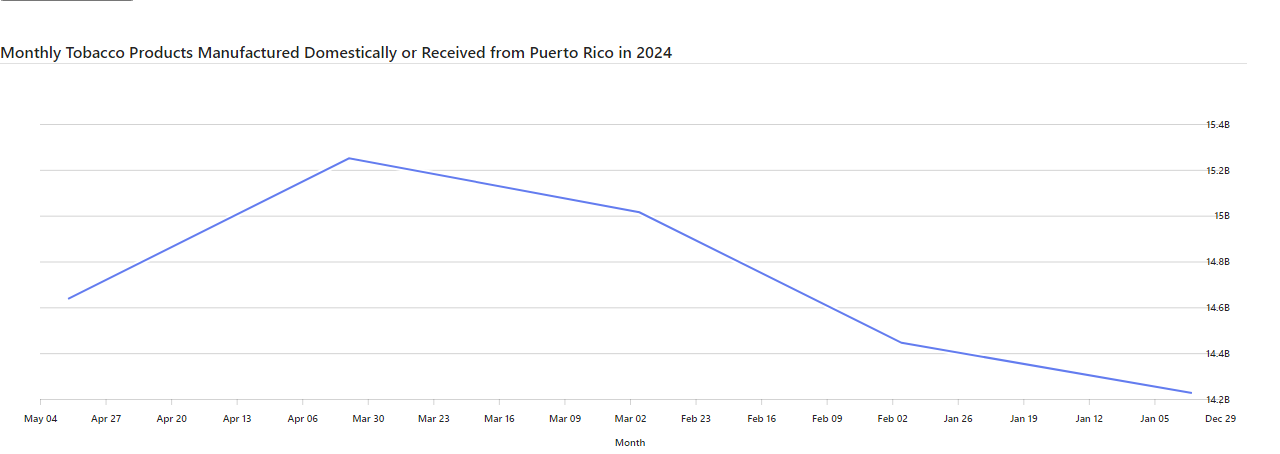 Monthly Tobacco Products Manufactured Domestically or Received from Puerto Rico in 2024
15.4B
15.2B
15B
14.8B
14.6B
14.4B
14.2B
May 04 Apr 27 Apr 20 Apr 13 Apr 06 Mar 30 Mar 23 Mar 16 Mar 09 Mar 02 Feb 23 Feb 16 Feb 09 Feb 02 Jan 26 Jan 19 Jan 12 Jan 05 Dec 29
Month